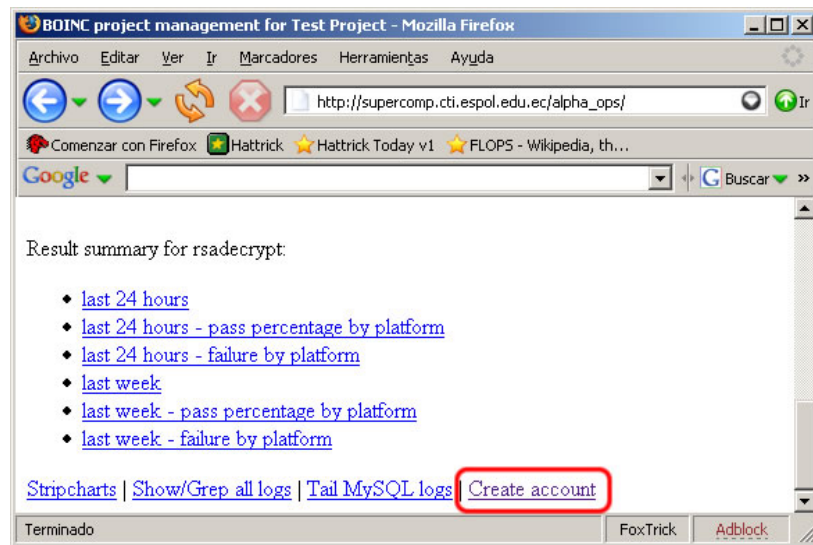 BOINC project management for Test Project - Mozilla Firefox
Archivo Editar Ver Ir Marcadores Herramientas Ayuda
http://supercomp.cti.espol.edu.ec/alpha_ops/ Ir
Comenzar con Firefox Hattrick Hattrick Today v1 FLOPS - Wikipedia, th...
Google G Buscar »
Result summary for rsadecrypt:
• last 24 hours
• last 24 hours - pass percentage by platform
• last 24 hours - failure by platform
• last week
• last week - pass percentage by platform
• last week - failure by platform
Stripcharts | Show/Grep all logs | Tail MySQL logs | Create account
Terminado FoxTrick Adblock